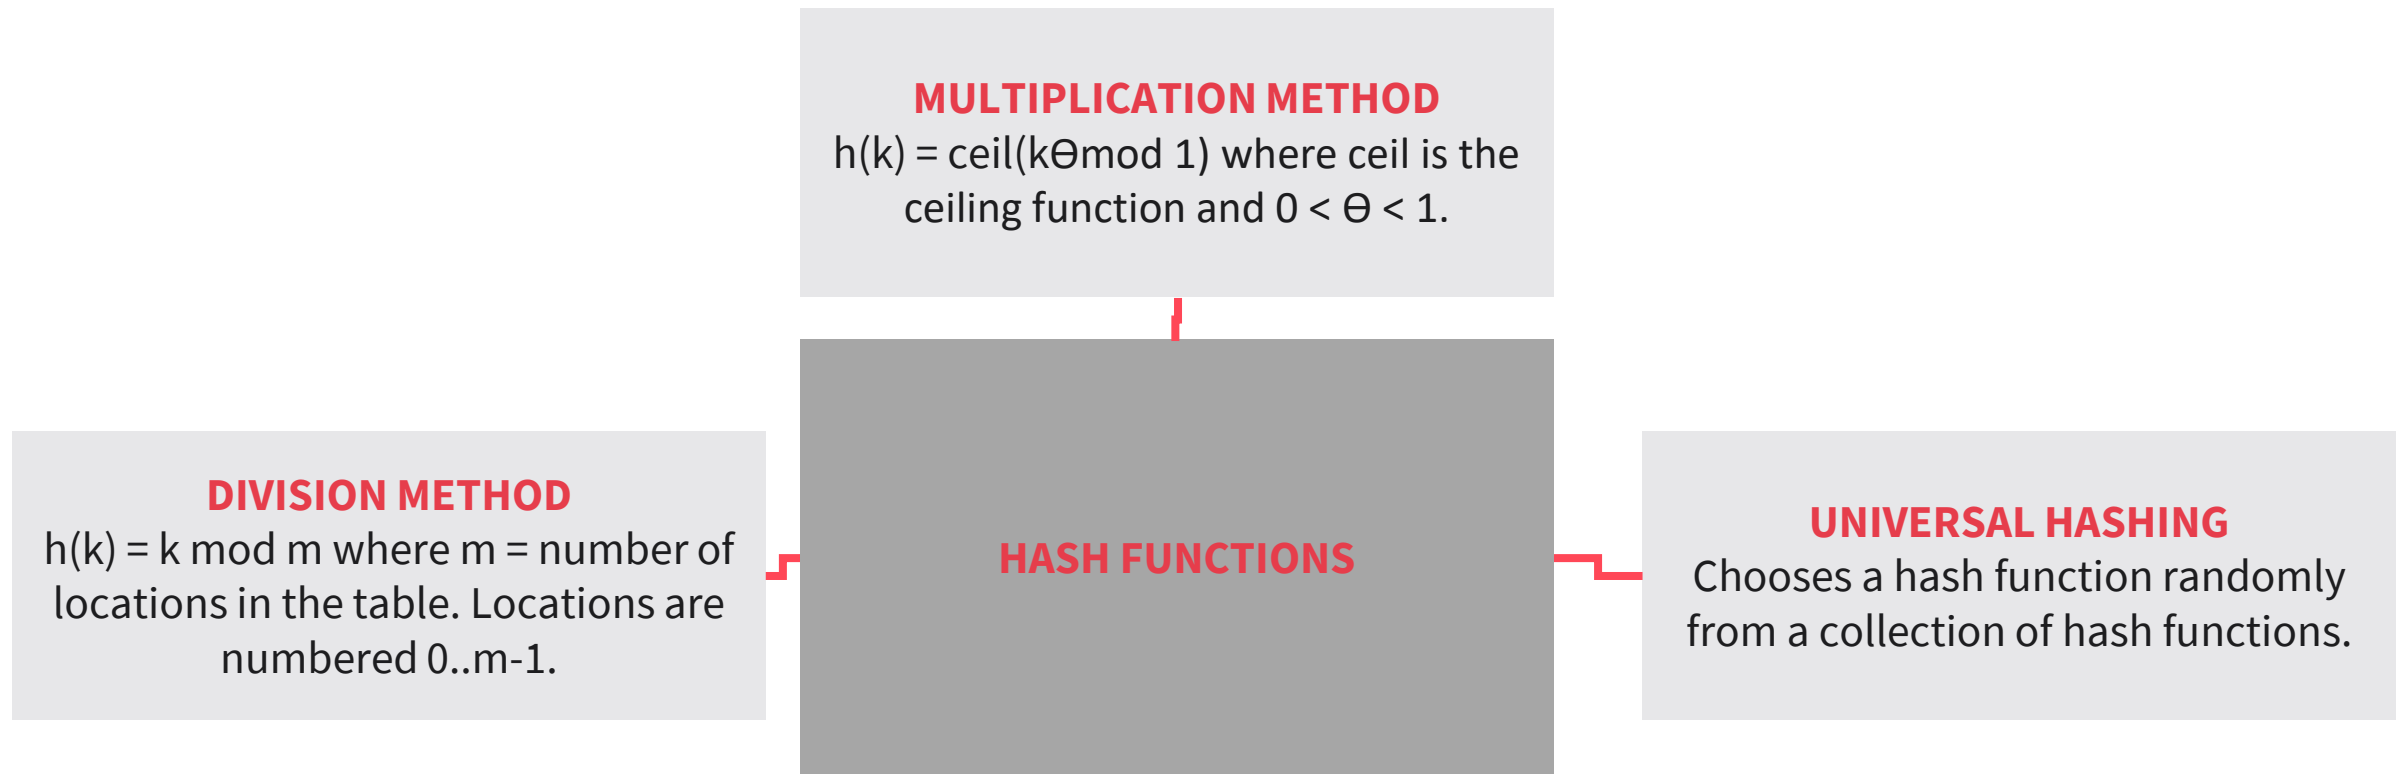 MULTIPLICATION METHOD
h(k) = ceil(kΘmod 1) where ceil is the
ceiling function and 0 < Θ < 1.
DIVISION METHOD
h(k) = k mod m where m = number of
locations in the table. Locations are
numbered 0..m-1.
HASH FUNCTIONS
UNIVERSAL HASHING
Chooses a hash function randomly
from a collection of hash functions.